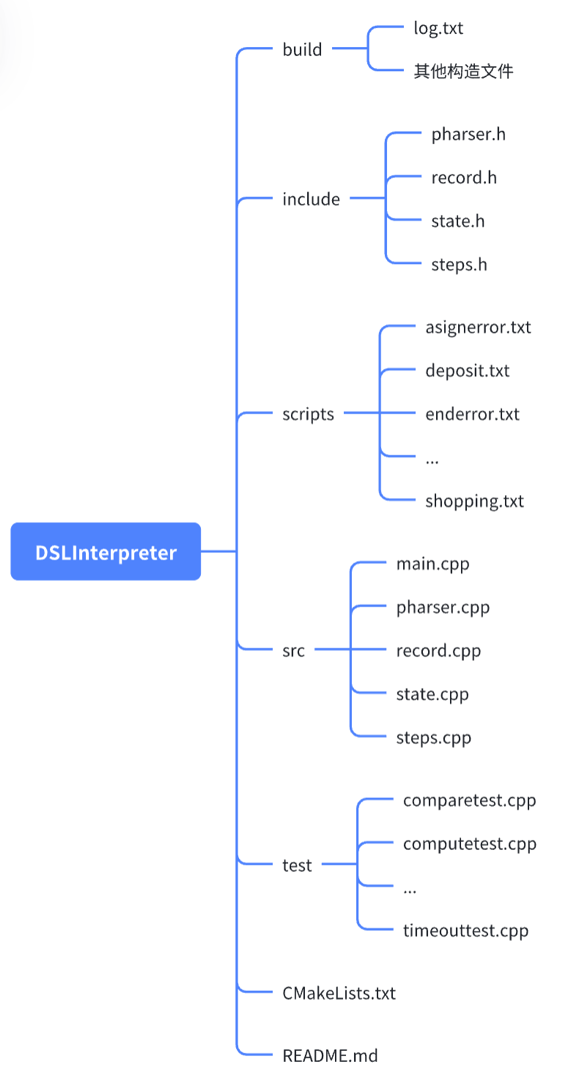 build
log.txt
其他构造文件
include
pharser.h
record.h
state.h
steps.h
scripts
asignerror.txt
deposit.txt
enderror.txt
...
shopping.txt
DSLInterpreter
src
main.cpp
pharser.cpp
record.cpp
state.cpp
steps.cpp
test
comparetest.cpp
computetest.cpp
...
timeouttest.cpp
CMakeLists.txt
README.md